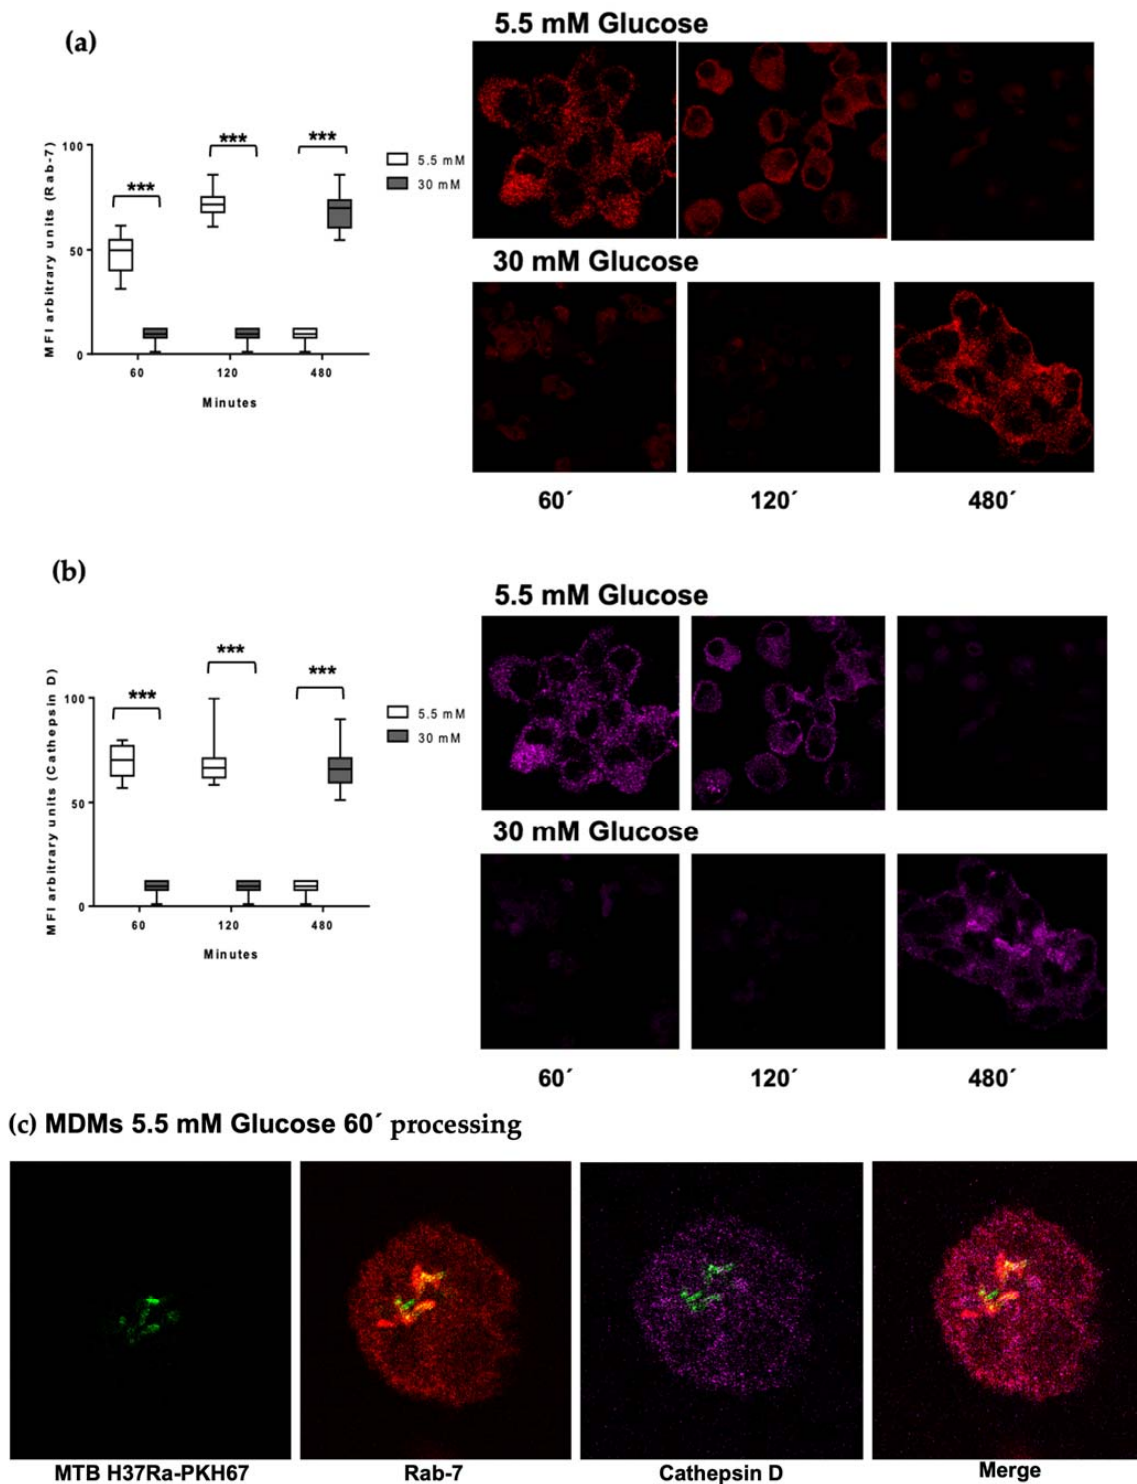 (a)
5.5 mM Glucose
MFI arbitrary units (Rab-7)
100
50
0
***
***
***
5.5 mM
30 mM
60
120
480
Minutes
30 mM Glucose
60´
120´
480´
(b)
5.5 mM Glucose
MFI arbitrary units (Cathepsin D)
100
50
0
***
***
***
5.5 mM
30 mM
60
120
480
Minutes
30 mM Glucose
60´
120´
480´
(c) MDMs 5.5 mM Glucose 60´ processing
MTB H37Ra-PKH67
Rab-7
Cathepsin D
Merge